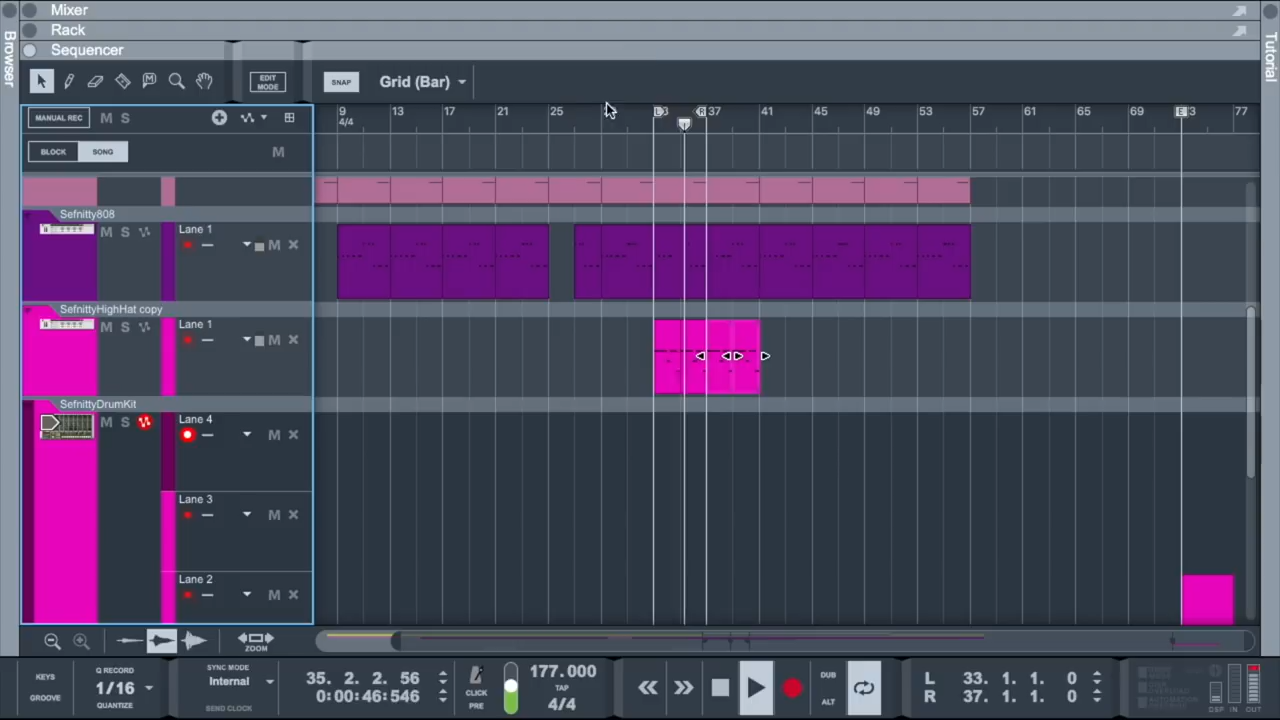 Mixer
Rack
Sequencer
Browser
Tutorial
EDIT MODE
SNAP
Grid (Bar)
MANUAL REC M S
9 13 17 21 25 37 41 45 49 53 57 61 65 69 77
4/4
L R E
BLOCK SONG M
Sefnitty808
M S Lane 1
M
SefnittyHighHat copy
M S Lane 1
M
SefnittyDrumKit
M S Lane 4
M
Lane 3
M
Lane 2
M
ZOOM
KEYS
GROOVE
Q RECORD
1/16
QUANTIZE
SYNC MODE
Internal
SEND CLOCK
35. 2. 2. 56
0:00:46:546
CLICK
PRE
177.000
TAP
4/4
DUB
ALT
L 33. 1. 1. 0
R 37. 1. 1. 0
DSP IN OUT